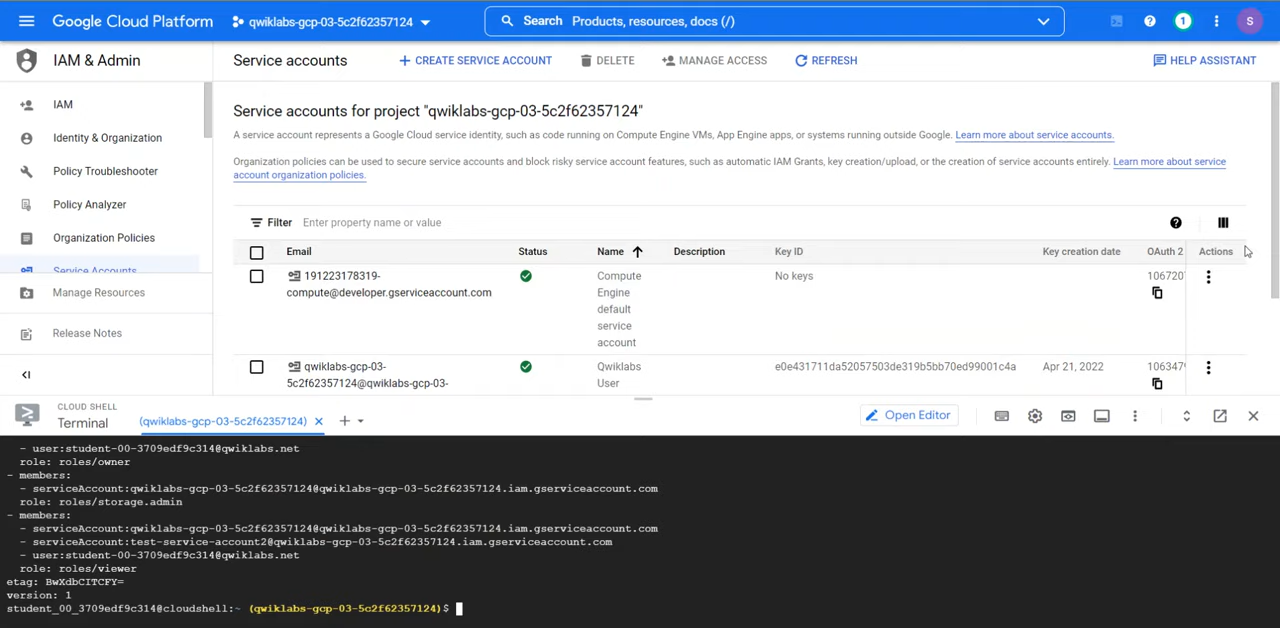 Google Cloud Platform
qwiklabs-gcp-03-5c2f62357124
Search Products, resources, docs (/)
1
S
IAM & Admin
Service accounts
CREATE SERVICE ACCOUNT
DELETE
MANAGE ACCESS
REFRESH
HELP ASSISTANT
IAM
Identity & Organization
Policy Troubleshooter
Policy Analyzer
Organization Policies
Service Accounts
Manage Resources
Release Notes
Service accounts for project "qwiklabs-gcp-03-5c2f62357124"
A service account represents a Google Cloud service identity, such as code running on Compute Engine VMs, App Engine apps, or systems running outside Google. Learn more about service accounts.
Organization policies can be used to secure service accounts and block risky service account features, such as automatic IAM Grants, key creation/upload, or the creation of service accounts entirely. Learn more about service
account organization policies.
Filter Enter property name or value
Email Status Name Description Key ID Key creation date OAuth 2 Actions
191223178319-
compute@developer.gserviceaccount.com
Compute
Engine
default
service
account
No keys
106720
qwiklabs-gcp-03-
5c2f62357124@qwiklabs-gcp-03-
Qwiklabs
User
e0e431711da52057503de319b5bb70ed99001c4a
Apr 21, 2022
106347
CLOUD SHELL
Terminal
(qwiklabs-gcp-03-5c2f62357124)
Open Editor
- user:student-00-3709edf9c314@qwiklabs.net
role: roles/owner
- members:
- serviceAccount:qwiklabs-gcp-03-5c2f62357124@qwiklabs-gcp-03-5c2f62357124.iam.gserviceaccount.com
role: roles/storage.admin
- members:
- serviceAccount:qwiklabs-gcp-03-5c2f62357124@qwiklabs-gcp-03-5c2f62357124.iam.gserviceaccount.com
- serviceAccount:test-service-account2@qwiklabs-gcp-03-5c2f62357124.iam.gserviceaccount.com
- user:student-00-3709edf9c314@qwiklabs.net
role: roles/viewer
etag: BwXdbCITCFY=
version: 1
student_00_3709edf9c314@cloudshell:~ (qwiklabs-gcp-03-5c2f62357124)$